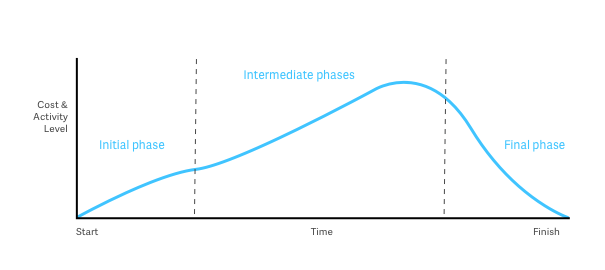 Intermediate phases
Cost &
Activity
Level
Initial phase
Final phase
Start
Time
Finish